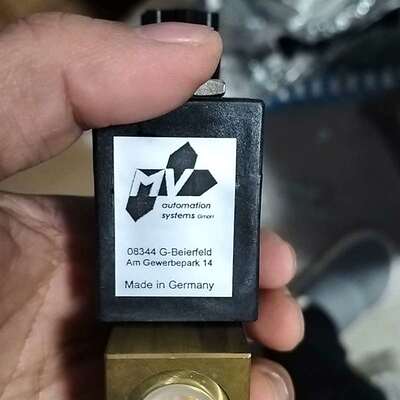 MV
automation
systems GmbH
08344 G-Beierfeld
Am Gewerbepark 14
Made in Germany